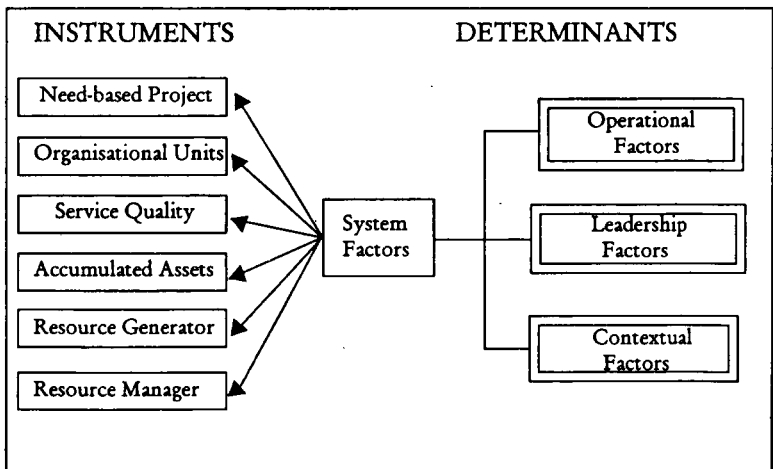 INSTRUMENTS
Need-based Project
Organisational Units
Service Quality
Accumulated Assets
Resource Generator
Resource Manager
System
Factors
DETERMINANTS
Operational
Factors
Leadership
Factors
Contextual
Factors